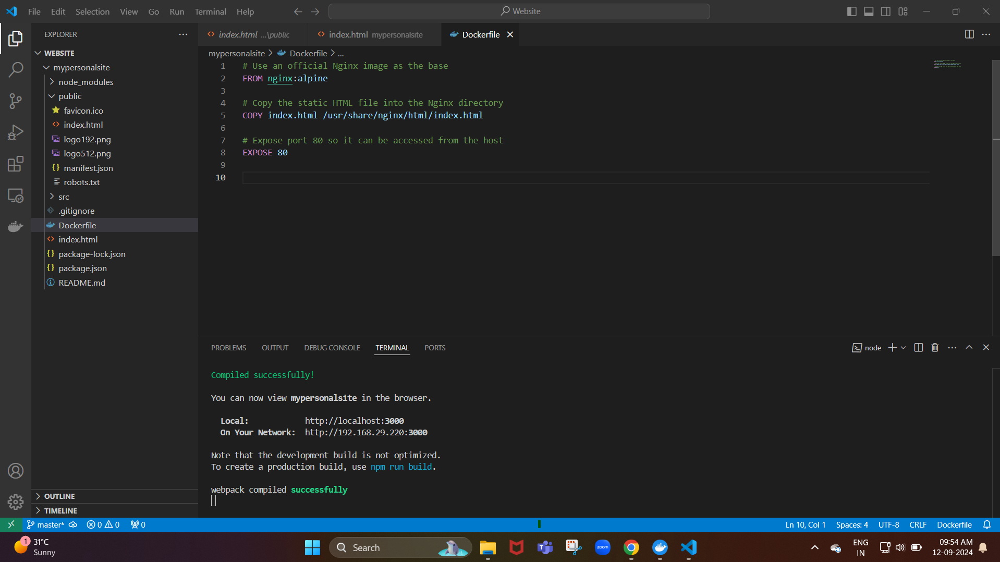 File Edit Selection View Go Run Terminal Help
Website
EXPLORER
WEBSITE
mypersonalsite
node_modules
public
favicon.ico
index.html
logo192.png
logo512.png
manifest.json
robots.txt
src
.gitignore
Dockerfile
index.html
package-lock.json
package.json
README.md
OUTLINE
TIMELINE
index.html ...\public
index.html mypersonalsite
Dockerfile
mypersonalsite > Dockerfile > ...
1 # Use an official Nginx image as the base
2 FROM nginx:alpine
3
4 # Copy the static HTML file into the Nginx directory
5 COPY index.html /usr/share/nginx/html/index.html
6
7 # Expose port 80 so it can be accessed from the host
8 EXPOSE 80
9
10
PROBLEMS OUTPUT DEBUG CONSOLE TERMINAL PORTS
node
Compiled successfully!
You can now view mypersonalsite in the browser.
Local: http://localhost:3000
On Your Network: http://192.168.29.220:3000
Note that the development build is not optimized.
To create a production build, use npm run build.
webpack compiled successfully
master* 0 0 0
Ln 10, Col 1 Spaces: 4 UTF-8 CRLF Dockerfile
1
31°C
Sunny
Search
zoom
ENG
IN
09:54 AM
12-09-2024